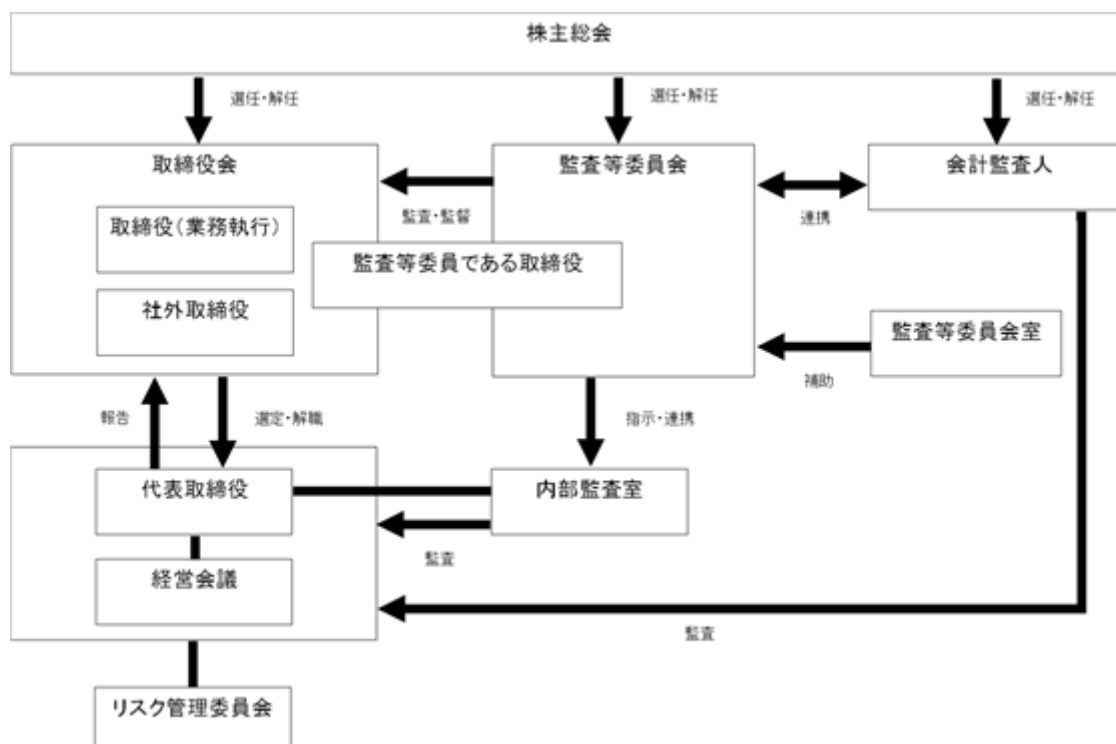 株主総会
選任・解任
選任・解任
選任・解任
取締役会
監査等委員会
会計監査人
監査・監督
連携
取締役（業務執行）
監査等委員である取締役
社外取締役
監査等委員会室
補助
報告
選定・解職
指示・連携
代表取締役
内部監査室
監査
経営会議
監査
リスク管理委員会